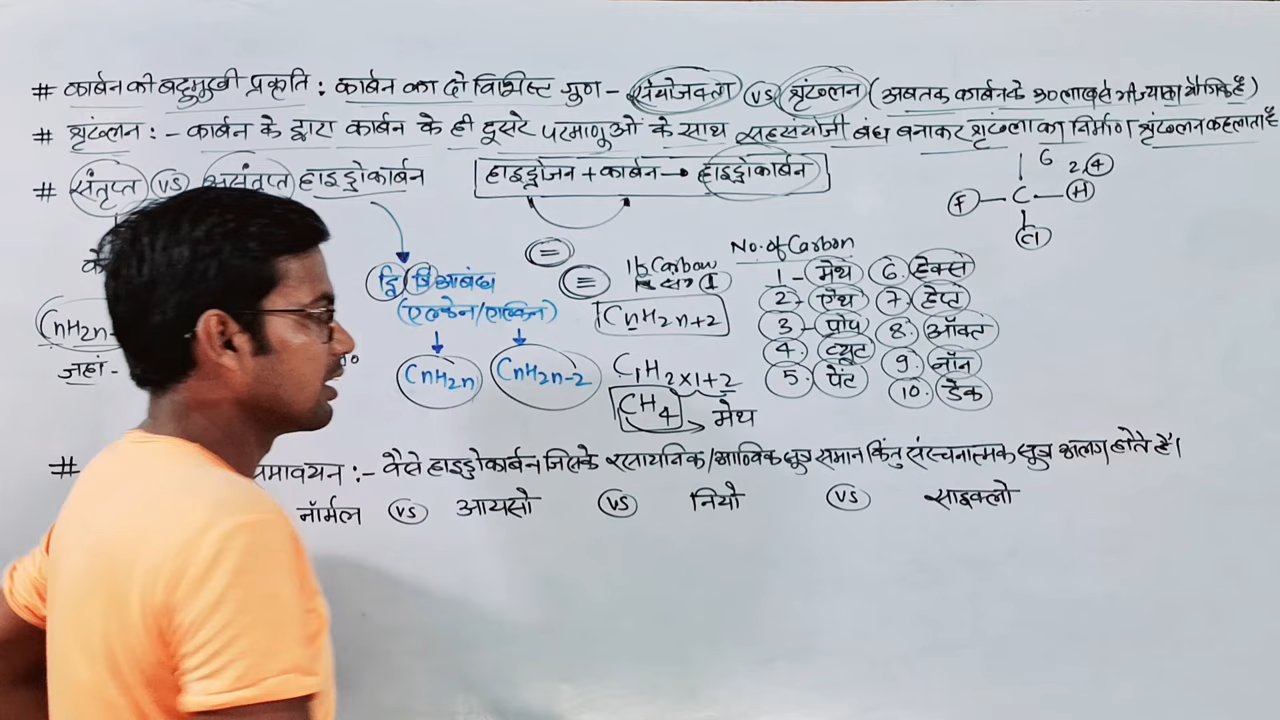 # कार्बन की बहुमुखी प्रकृति : कार्बन का दो विशिष्ट गुण - संयोजकता vs श्रृंखलन (अबतक कार्बन के 30 लाख से भी ज्यादा यौगिक है)
# श्रृंखलन :- कार्बन के द्वारा कार्बन के ही दूसरे परमाणुओं के साथ सहसंयोजी बंध बनाकर श्रृंखला का निर्माण श्रृंखलन कहलाता है
# संतृप्त vs असंतृप्त हाइड्रोकार्बन हाइड्रोजन + कार्बन → हाइड्रोकार्बन
6
2,4
F — C — H
Cl
=
≡
द्वि त्रि आबंध
(एल्केन/एल्किन)
CnH2n CnH2n-2
CnH2n-
जहां -
CnH2n+2
C1H2×1+2
CH4 → मेथ
No. of Carbon
1 - मेथ 6. हेक्स
2 - एथ 7. हेप्ट
3 - प्रोप 8. ऑक्ट
4. ब्यूट 9. नॉन
5. पेंट 10. डेक
# मावयन :- वैसे हाइड्रोकार्बन जिसके रसायनिक/आण्विक सूत्र समान किंतु संरचनात्मक सूत्र अलग होते है।
नॉर्मल vs आयसो vs नियो vs साइक्लो